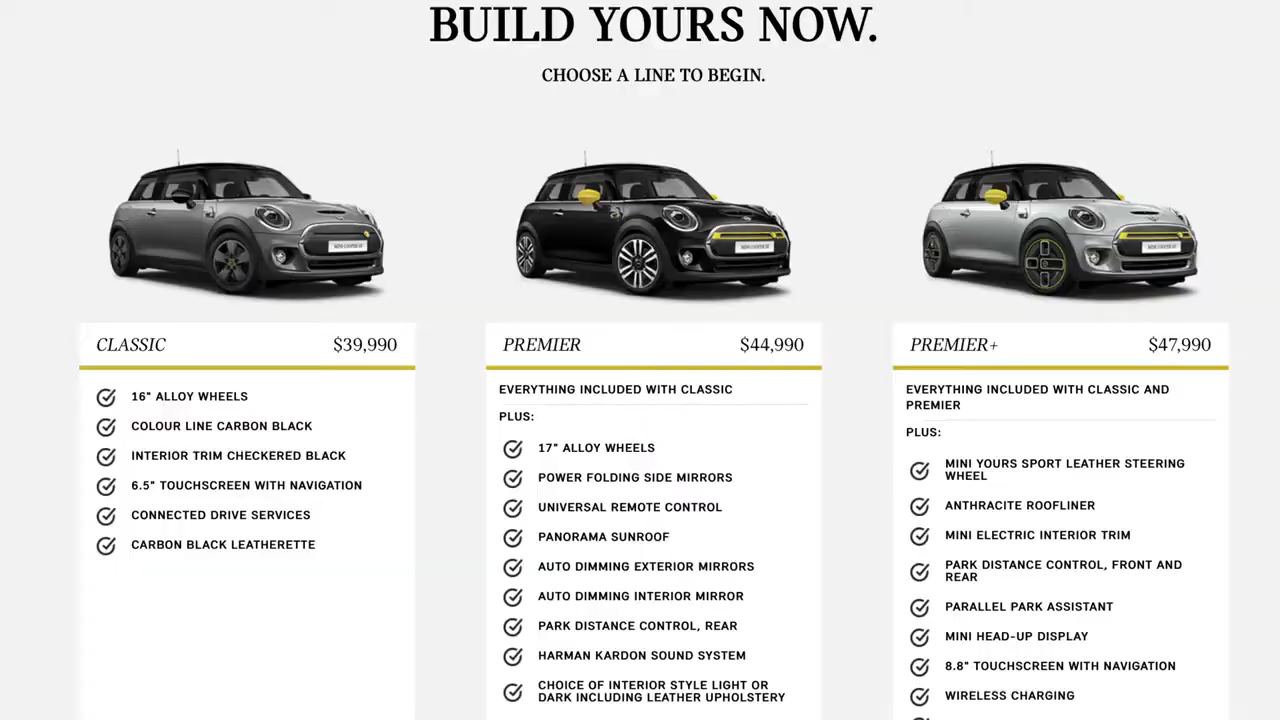 BUILD YOURS NOW.
CHOOSE A LINE TO BEGIN.
CLASSIC $39,990
16" ALLOY WHEELS
COLOUR LINE CARBON BLACK
INTERIOR TRIM CHECKERED BLACK
6.5" TOUCHSCREEN WITH NAVIGATION
CONNECTED DRIVE SERVICES
CARBON BLACK LEATHERETTE
PREMIER $44,990
EVERYTHING INCLUDED WITH CLASSIC
PLUS:
17" ALLOY WHEELS
POWER FOLDING SIDE MIRRORS
UNIVERSAL REMOTE CONTROL
PANORAMA SUNROOF
AUTO DIMMING EXTERIOR MIRRORS
AUTO DIMMING INTERIOR MIRROR
PARK DISTANCE CONTROL, REAR
HARMAN KARDON SOUND SYSTEM
CHOICE OF INTERIOR STYLE LIGHT OR
DARK INCLUDING LEATHER UPHOLSTERY
PREMIER+ $47,990
EVERYTHING INCLUDED WITH CLASSIC AND
PREMIER
PLUS:
MINI YOURS SPORT LEATHER STEERING
WHEEL
ANTHRACITE ROOFLINER
MINI ELECTRIC INTERIOR TRIM
PARK DISTANCE CONTROL, FRONT AND
REAR
PARALLEL PARK ASSISTANT
MINI HEAD-UP DISPLAY
8.8" TOUCHSCREEN WITH NAVIGATION
WIRELESS CHARGING